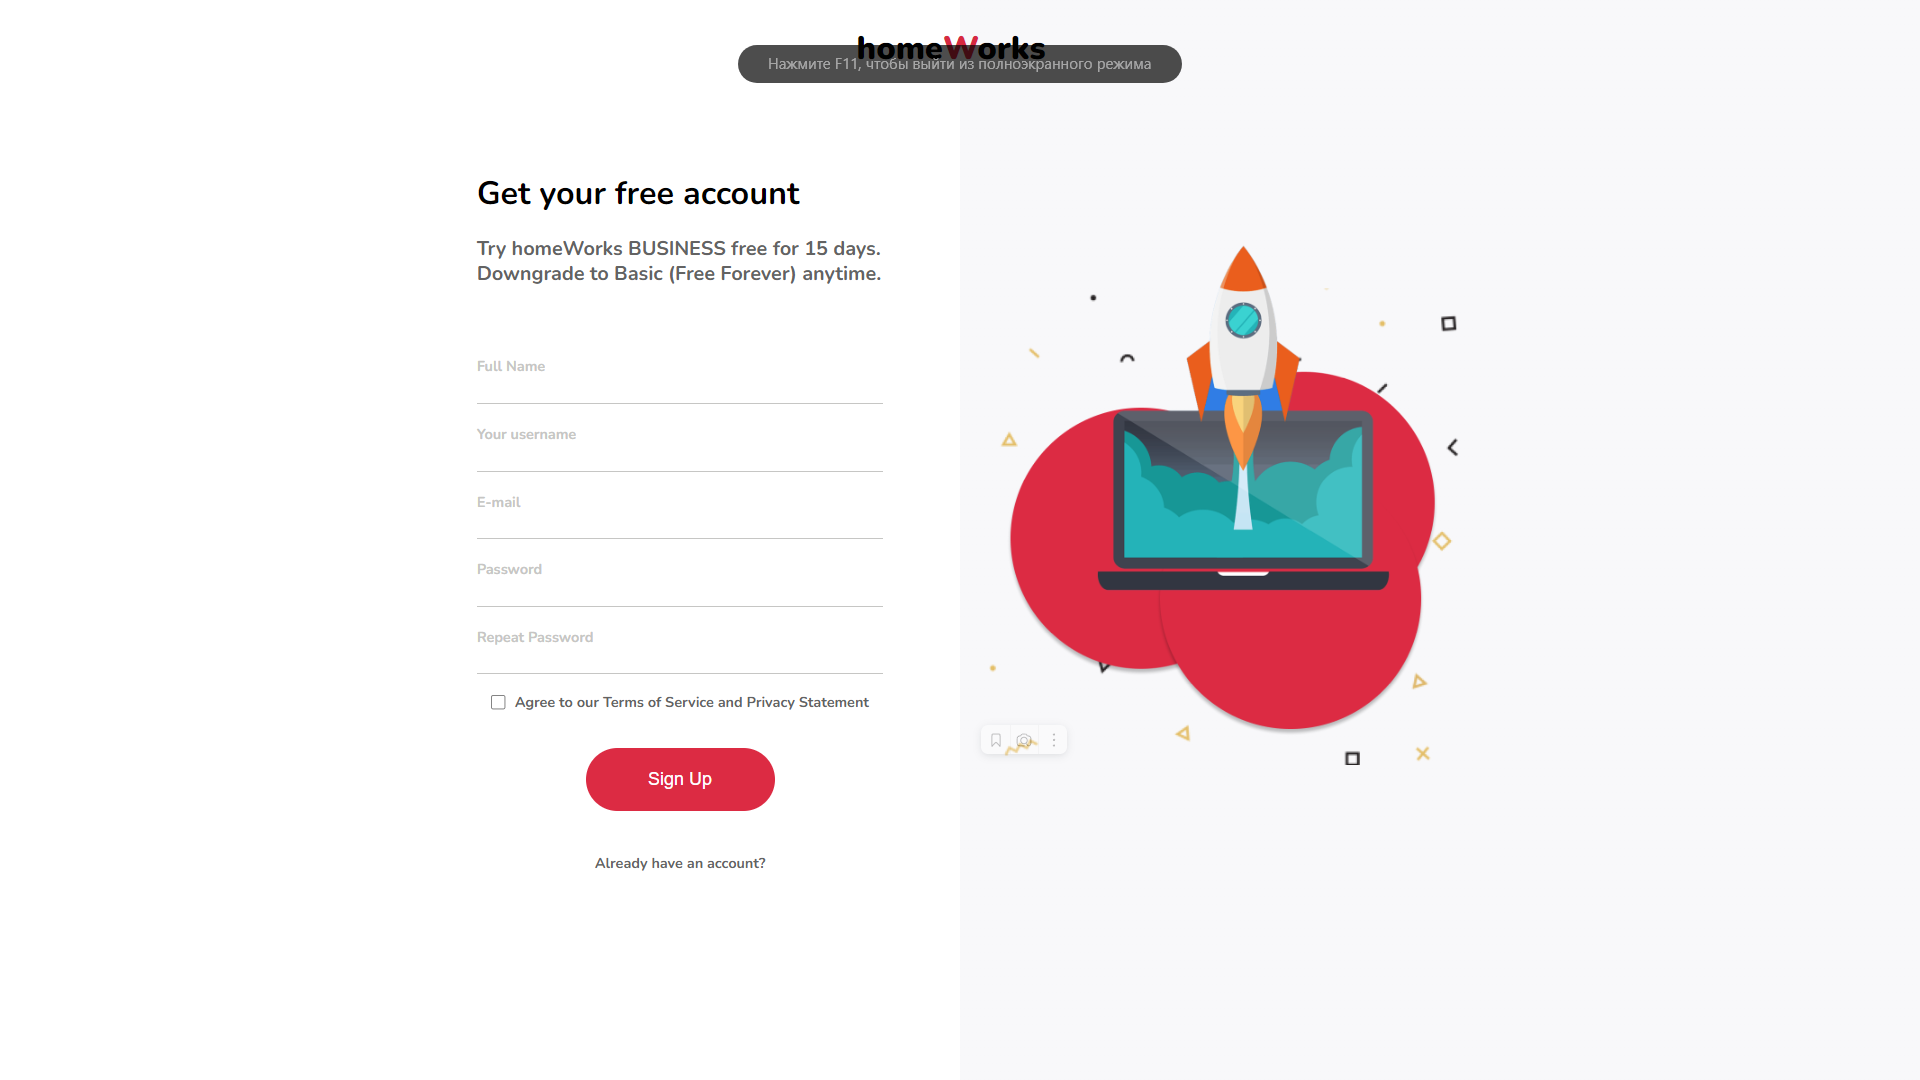 homeWorks
Нажмите F11, чтобы выйти из полноэкранного режима
Get your free account
Try homeWorks BUSINESS free for 15 days.
Downgrade to Basic (Free Forever) anytime.
Full Name
Your username
E-mail
Password
Repeat Password
Agree to our Terms of Service and Privacy Statement
Sign Up
Already have an account?